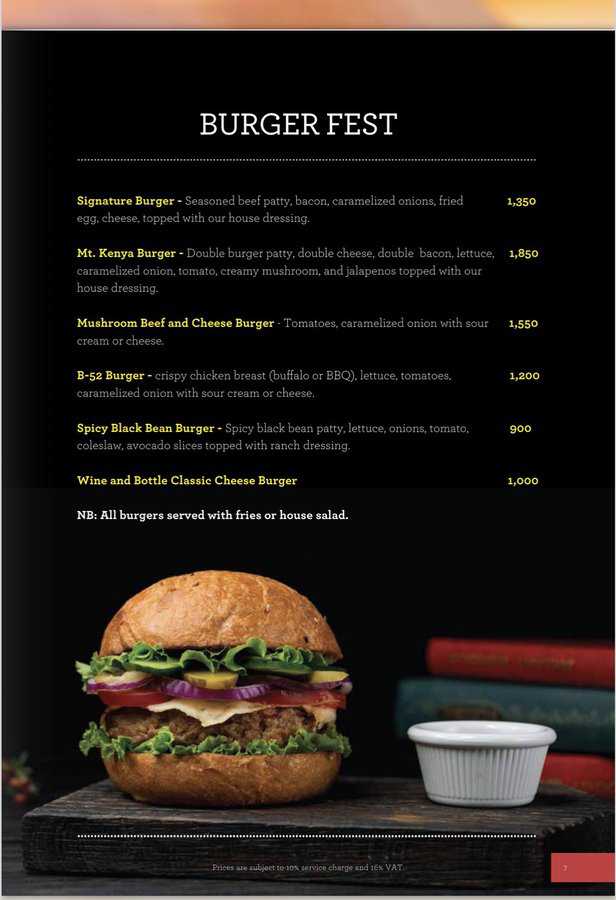 BURGER FEST
Signature Burger - Seasoned beef patty, bacon, caramelized onions, fried 1,350
egg, cheese, topped with our house dressing.
Mt. Kenya Burger - Double burger patty, double cheese, double bacon, lettuce, 1,850
caramelized onion, tomato, creamy mushroom, and jalapenos topped with our
house dressing.
Mushroom Beef and Cheese Burger - Tomatoes, caramelized onion with sour 1,550
cream or cheese.
B-52 Burger - crispy chicken breast (buffalo or BBQ), lettuce, tomatoes, 1,200
caramelized onion with sour cream or cheese.
Spicy Black Bean Burger - Spicy black bean patty, lettuce, onions, tomato, 900
coleslaw, avocado slices topped with ranch dressing.
Wine and Bottle Classic Cheese Burger 1,000
NB: All burgers served with fries or house salad.
Prices are subject to 10% service charge and 16% VAT.
7